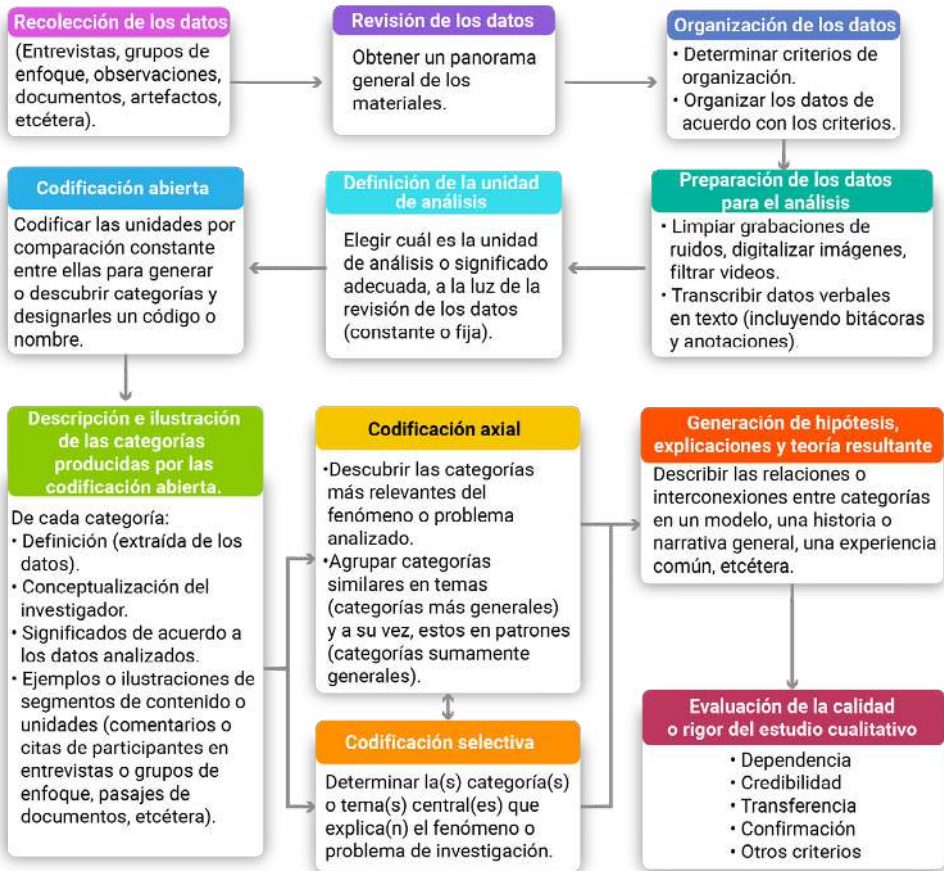 Recolección de los datos
(Entrevistas, grupos de
enfoque, observaciones,
documentos, artefactos,
etcétera).
Revisión de los datos
Obtener un panorama
general de los
materiales.
Organización de los datos
• Determinar criterios de
organización.
• Organizar los datos de
acuerdo con los criterios.
Preparación de los datos
para el análisis
• Limpiar grabaciones de
ruidos, digitalizar imágenes,
filtrar videos.
• Transcribir datos verbales
en texto (incluyendo bitácoras
y anotaciones).
Definición de la unidad
de análisis
Elegir cuál es la unidad
de análisis o significado
adecuada, a la luz de la
revisión de los datos
(constante o fija).
Codificación abierta
Codificar las unidades por
comparación constante
entre ellas para generar
o descubrir categorías y
designarles un código o
nombre.
Descripción e ilustración
de las categorías
producidas por las
codificación abierta.
De cada categoría:
• Definición (extraída de los
datos).
• Conceptualización del
investigador.
• Significados de acuerdo a
los datos analizados.
• Ejemplos o ilustraciones de
segmentos de contenido o
unidades (comentarios o
citas de participantes en
entrevistas o grupos de
enfoque, pasajes de
documentos, etcétera).
Codificación axial
•Descubrir las categorías
más relevantes del
fenómeno o problema
analizado.
•Agrupar categorías
similares en temas
(categorías más generales)
y a su vez, estos en patrones
(categorías sumamente
generales).
Codificación selectiva
Determinar la(s) categoría(s)
o tema(s) central(es) que
explica(n) el fenómeno o
problema de investigación.
Generación de hipótesis,
explicaciones y teoría resultante
Describir las relaciones o
interconexiones entre categorías
en un modelo, una historia o
narrativa general, una experiencia
común, etcétera.
Evaluación de la calidad
o rigor del estudio cualitativo
• Dependencia
• Credibilidad
• Transferencia
• Confirmación
• Otros criterios